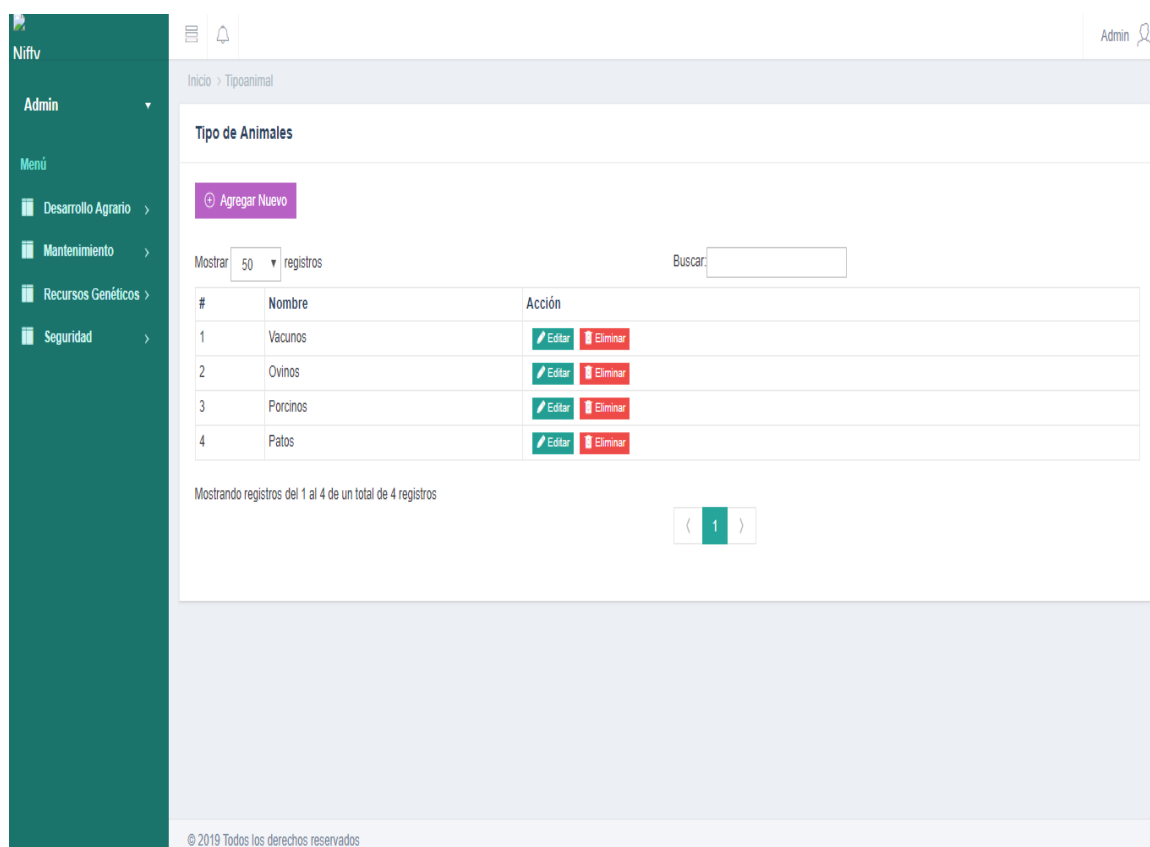 Nifty
Admin
Menú
Desarrollo Agrario
Mantenimiento
Recursos Genéticos
Seguridad
Admin
Inicio > Tipoanimal
Tipo de Animales
Agregar Nuevo
Mostrar 50 registros
Buscar:
# Nombre Acción
1 Vacunos Editar Eliminar
2 Ovinos Editar Eliminar
3 Porcinos Editar Eliminar
4 Patos Editar Eliminar
Mostrando registros del 1 al 4 de un total de 4 registros
1
© 2019 Todos los derechos reservados